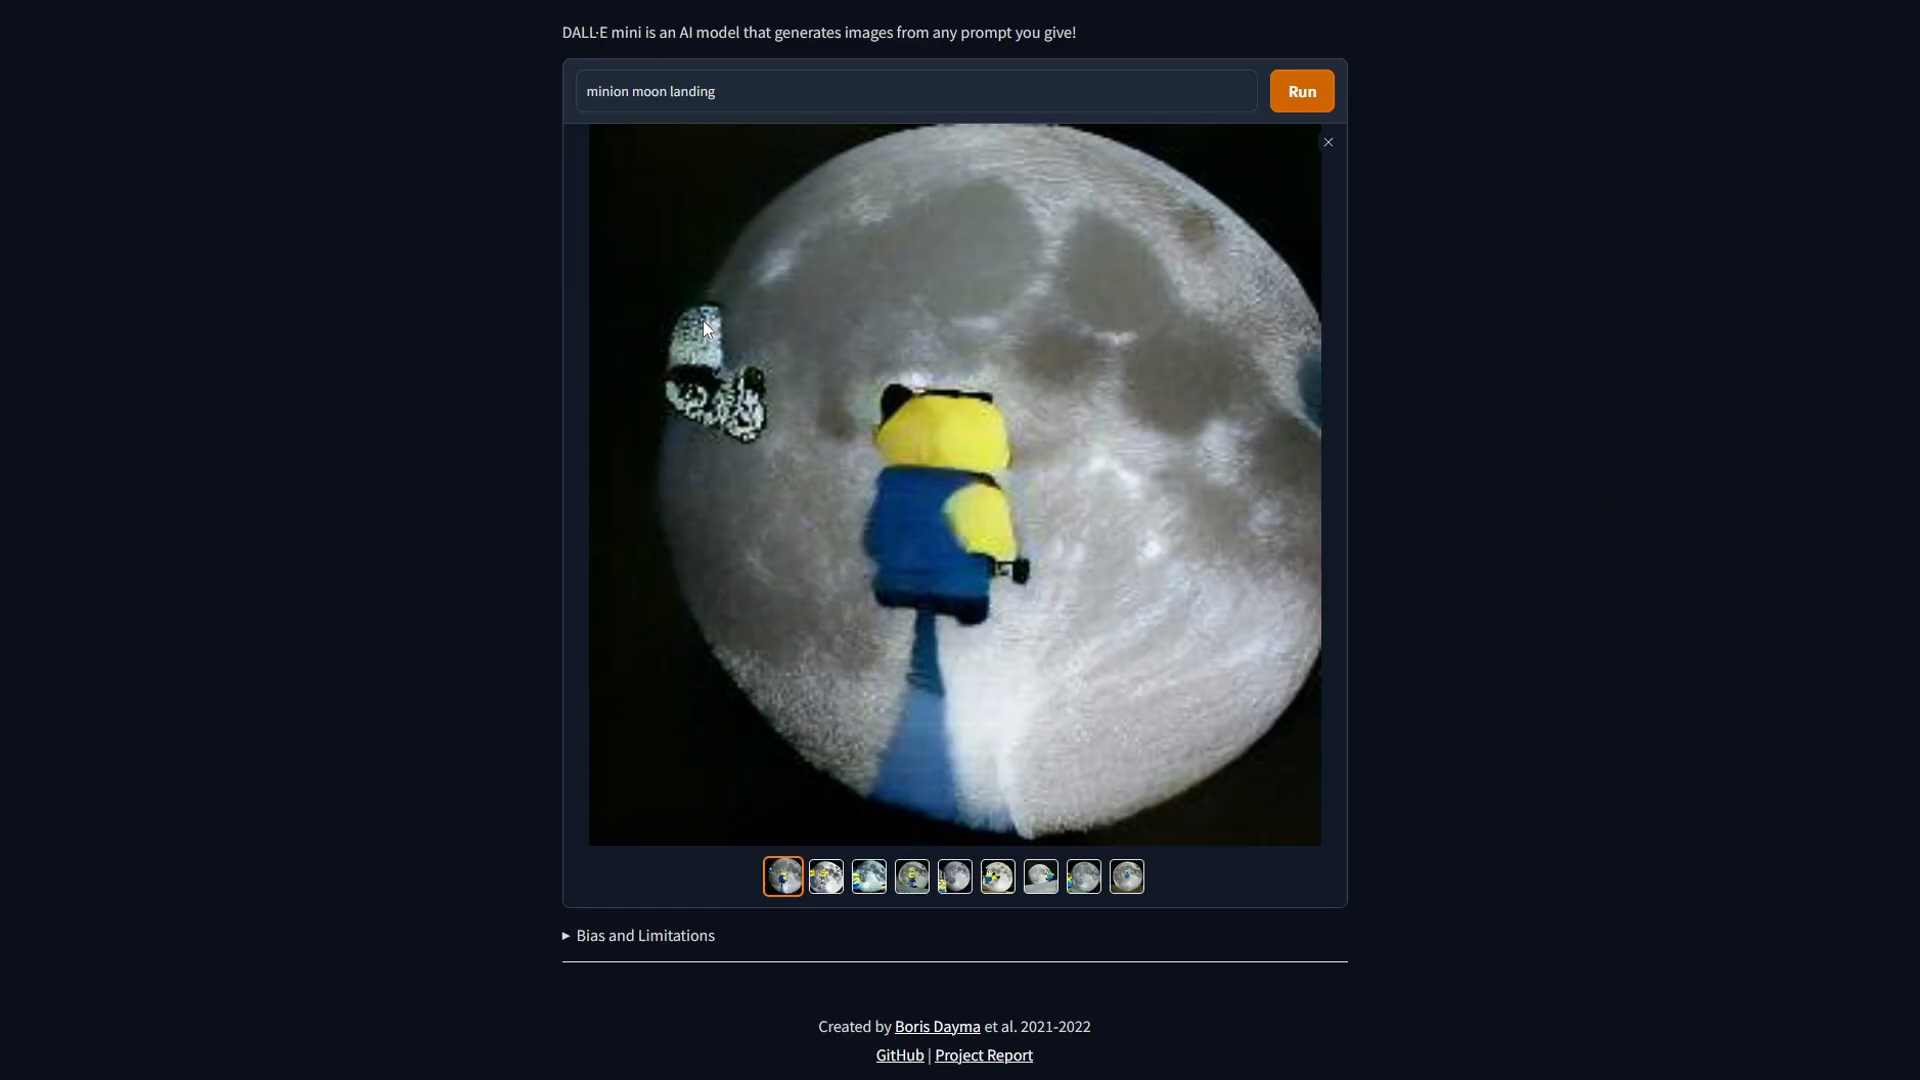 DALL·E mini is an AI model that generates images from any prompt you give!
minion moon landing
Run
Bias and Limitations
Created by Boris Dayma et al. 2021-2022
GitHub | Project Report